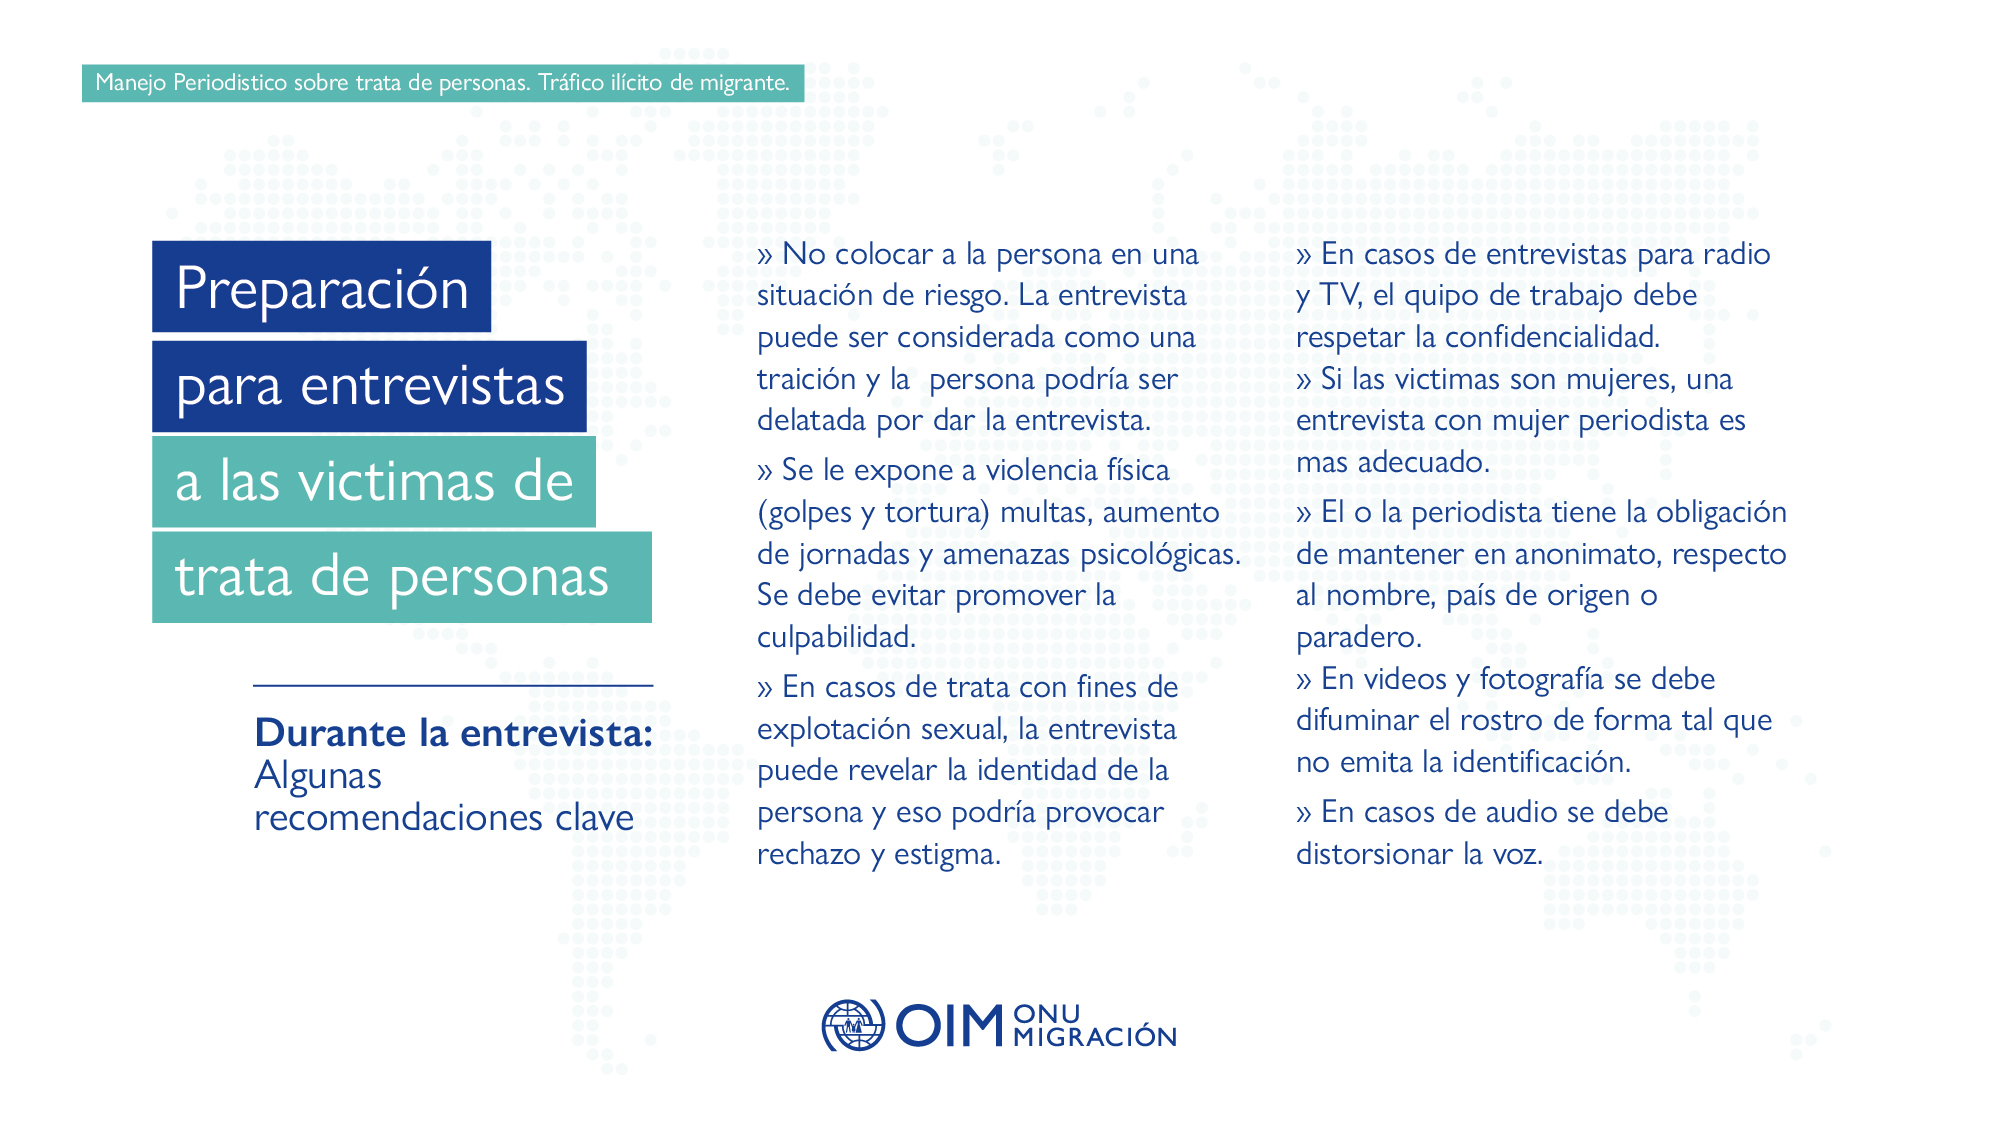 Manejo Periodistico sobre trata de personas. Tráfico ilícito de migrante.
Preparación
para entrevistas
a las victimas de
trata de personas
Durante la entrevista:
Algunas
recomendaciones clave
» No colocar a la persona en una
situación de riesgo. La entrevista
puede ser considerada como una
traición y la  persona podría ser
delatada por dar la entrevista.
» Se le expone a violencia física
(golpes y tortura) multas, aumento
de jornadas y amenazas psicológicas.
Se debe evitar promover la
culpabilidad.
» En casos de trata con fines de
explotación sexual, la entrevista
puede revelar la identidad de la
persona y eso podría provocar
rechazo y estigma.
» En casos de entrevistas para radio
y TV, el quipo de trabajo debe
respetar la confidencialidad.
» Si las victimas son mujeres, una
entrevista con mujer periodista es
mas adecuado.
» El o la periodista tiene la obligación
de mantener en anonimato, respecto
al nombre, país de origen o
paradero.
» En videos y fotografía se debe
difuminar el rostro de forma tal que
no emita la identificación.
» En casos de audio se debe
distorsionar la voz.
OIM ONU
MIGRACIÓN